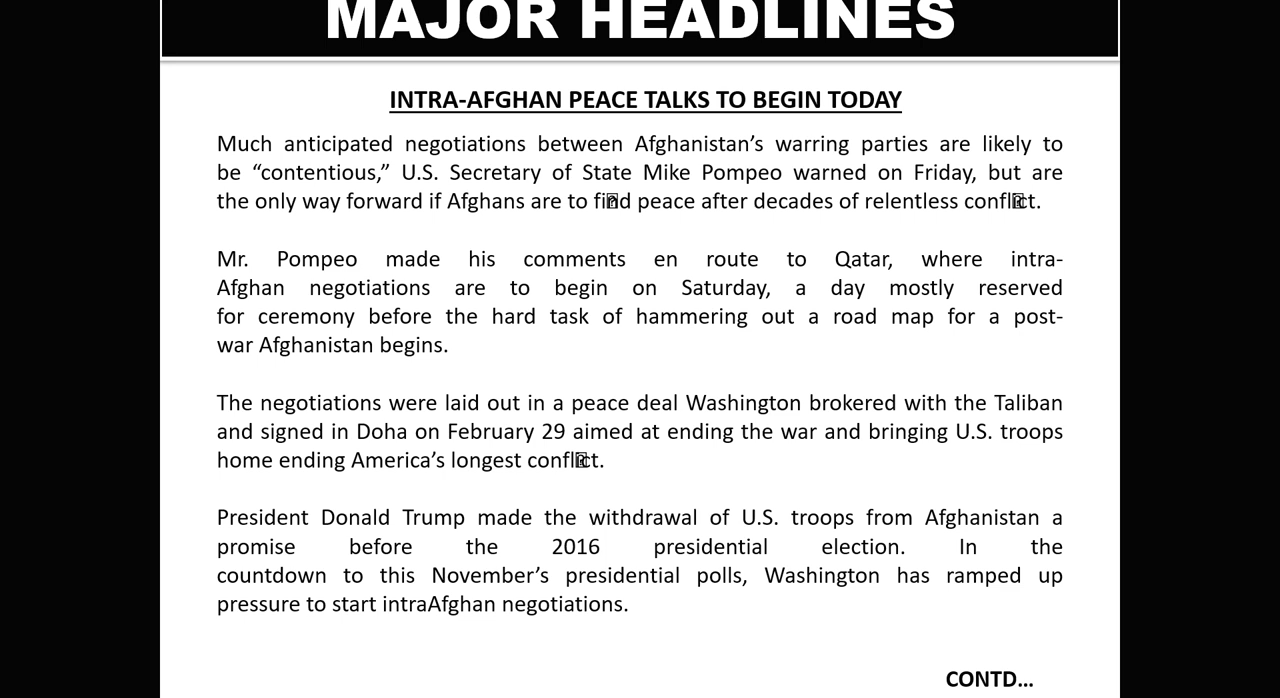 MAJOR HEADLINES
INTRA-AFGHAN PEACE TALKS TO BEGIN TODAY
Much anticipated negotiations between Afghanistan’s warring parties are likely to
be “contentious,” U.S. Secretary of State Mike Pompeo warned on Friday, but are
the only way forward if Afghans are to find peace after decades of relentless conflict.
Mr. Pompeo made his comments en route to Qatar, where intra-
Afghan negotiations are to begin on Saturday, a day mostly reserved
for ceremony before the hard task of hammering out a road map for a post-
war Afghanistan begins.
The negotiations were laid out in a peace deal Washington brokered with the Taliban
and signed in Doha on February 29 aimed at ending the war and bringing U.S. troops
home ending America’s longest conflict.
President Donald Trump made the withdrawal of U.S. troops from Afghanistan a
promise before the 2016 presidential election. In the
countdown to this November’s presidential polls, Washington has ramped up
pressure to start intraAfghan negotiations.
CONTD...